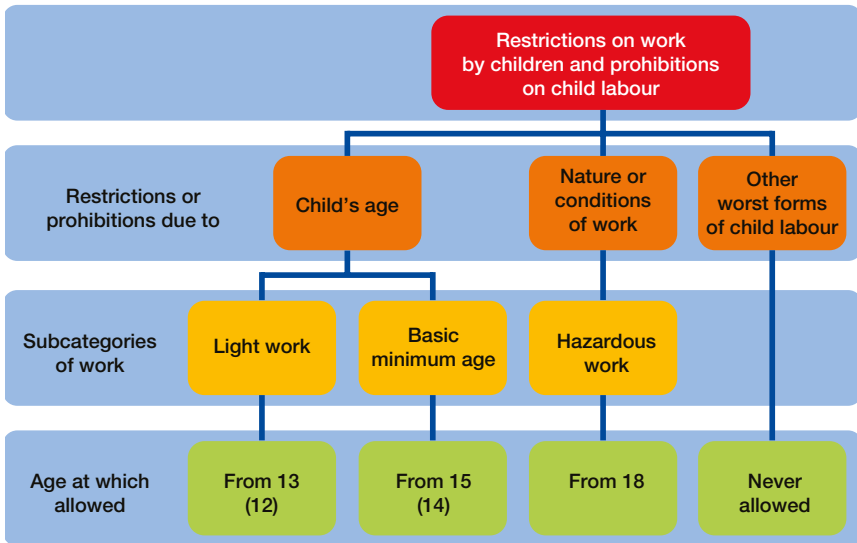 Restrictions on work
by children and prohibitions
on child labour
Restrictions or
prohibitions due to
Child's age
Nature or
conditions
of work
Other
worst forms
of child labour
Subcategories
of work
Light work
Basic
minimum age
Hazardous
work
Age at which
allowed
From 13
(12)
From 15
(14)
From 18
Never
allowed